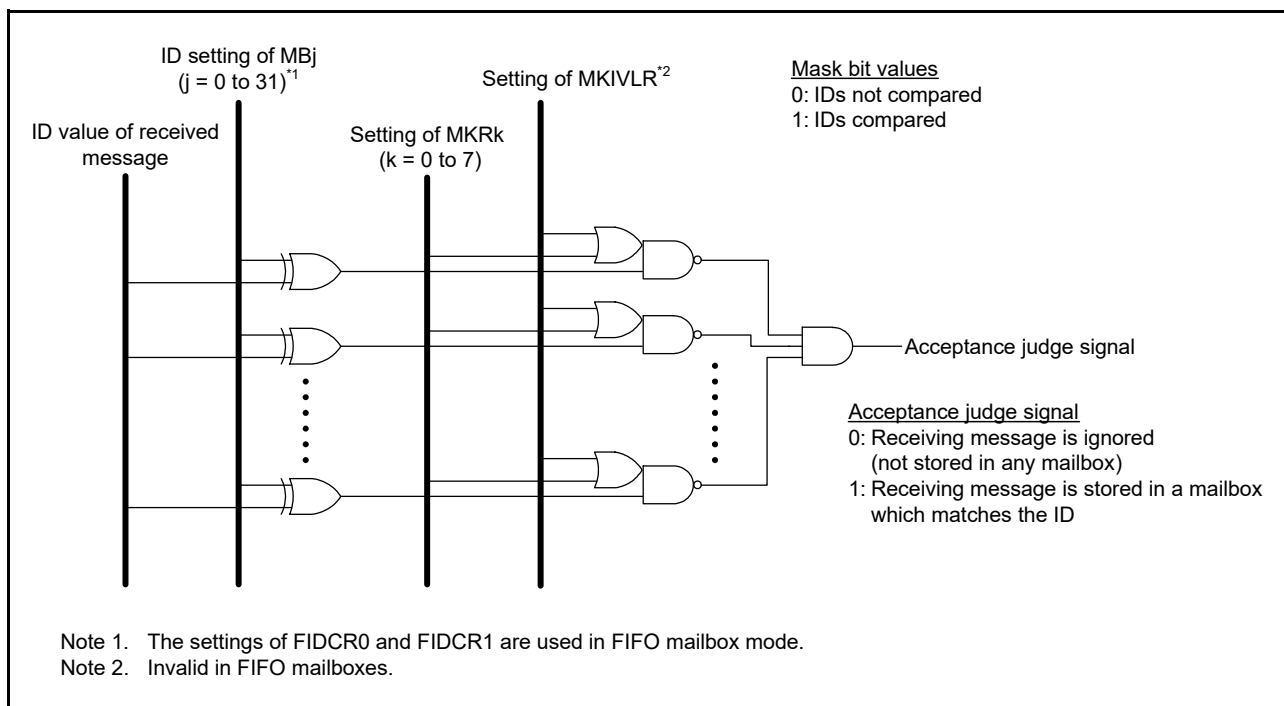 ID setting of MBj
(j = 0 to 31)*1
Setting of MKIVLR*2
Mask bit values
0: IDs not compared
1: IDs compared
ID value of received
message
Setting of MKRk
(k = 0 to 7)
Acceptance judge signal
Acceptance judge signal
0: Receiving message is ignored
(not stored in any mailbox)
1: Receiving message is stored in a mailbox
which matches the ID
Note 1. The settings of FIDCR0 and FIDCR1 are used in FIFO mailbox mode.
Note 2. Invalid in FIFO mailboxes.